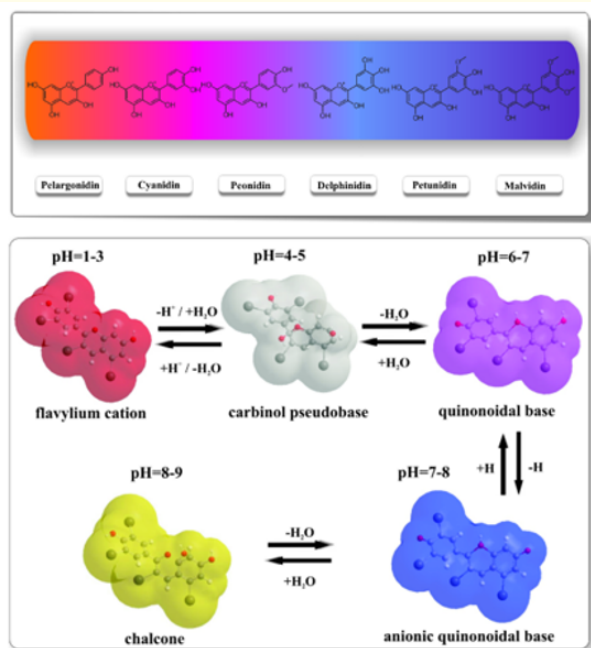 Pelargonidin
Cyanidin
Peonidin
Delphinidin
Petunidin
Malvidin
pH=1-3
pH=4-5
pH=6-7
-H⁺ / +H₂O
+H⁺ / -H₂O
-H₂O
+H₂O
flavylium cation
carbinol pseudobase
quinonoidal base
+H
-H
pH=8-9
pH=7-8
-H₂O
+H₂O
chalcone
anionic quinonoidal base